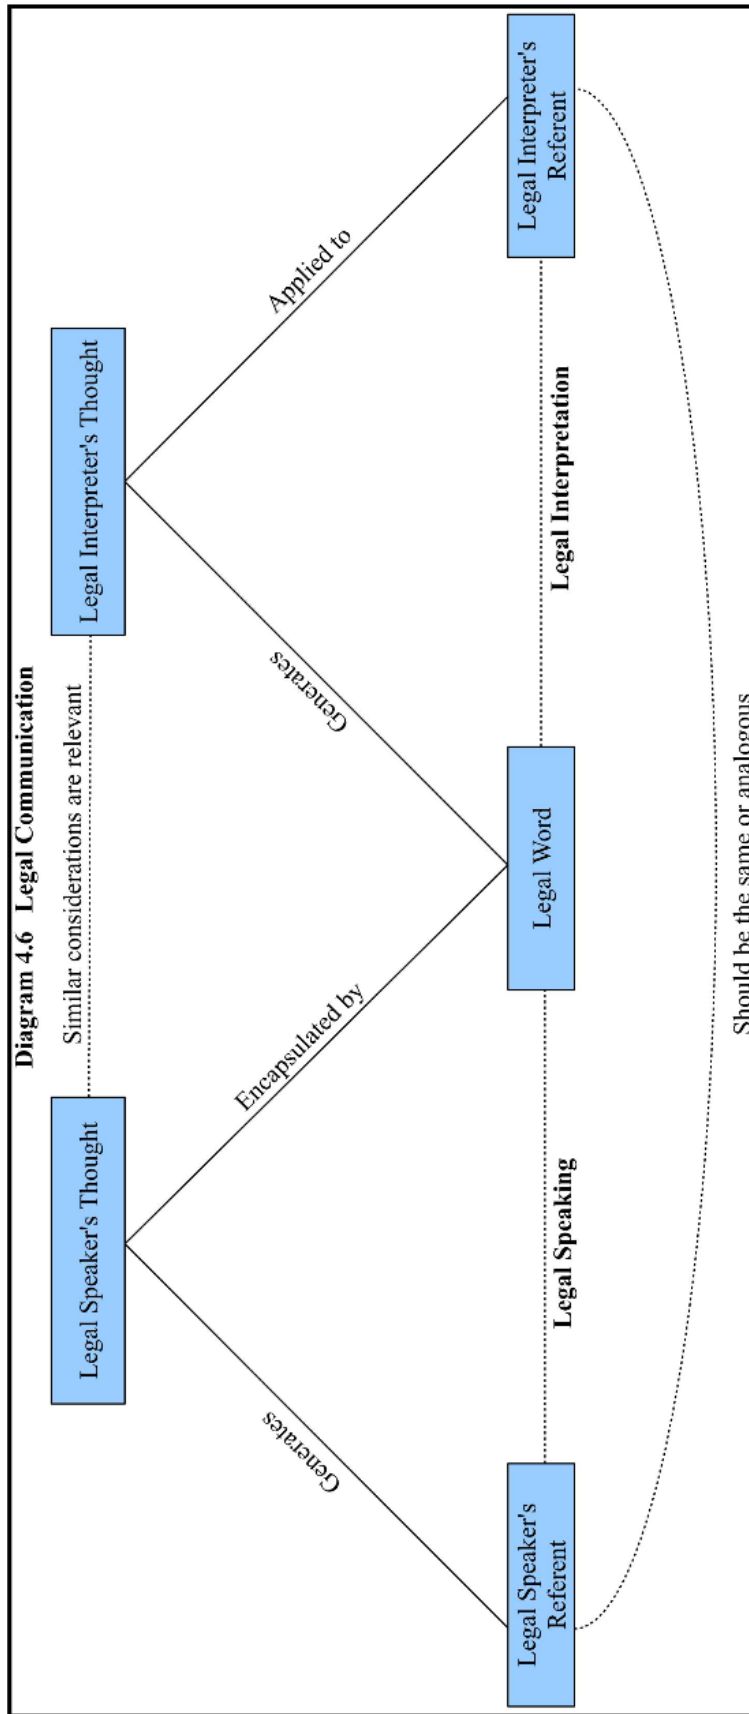 Diagram 4.6 Legal Communication
Similar considerations are relevant
Legal Speaker's Thought
Legal Interpreter's Thought
Generates
Encapsulated by
Generates
Applied to
Legal Speaker's
Referent
Legal Word
Legal Interpreter's
Referent
Legal Speaking
Legal Interpretation
Should be the same or analogous